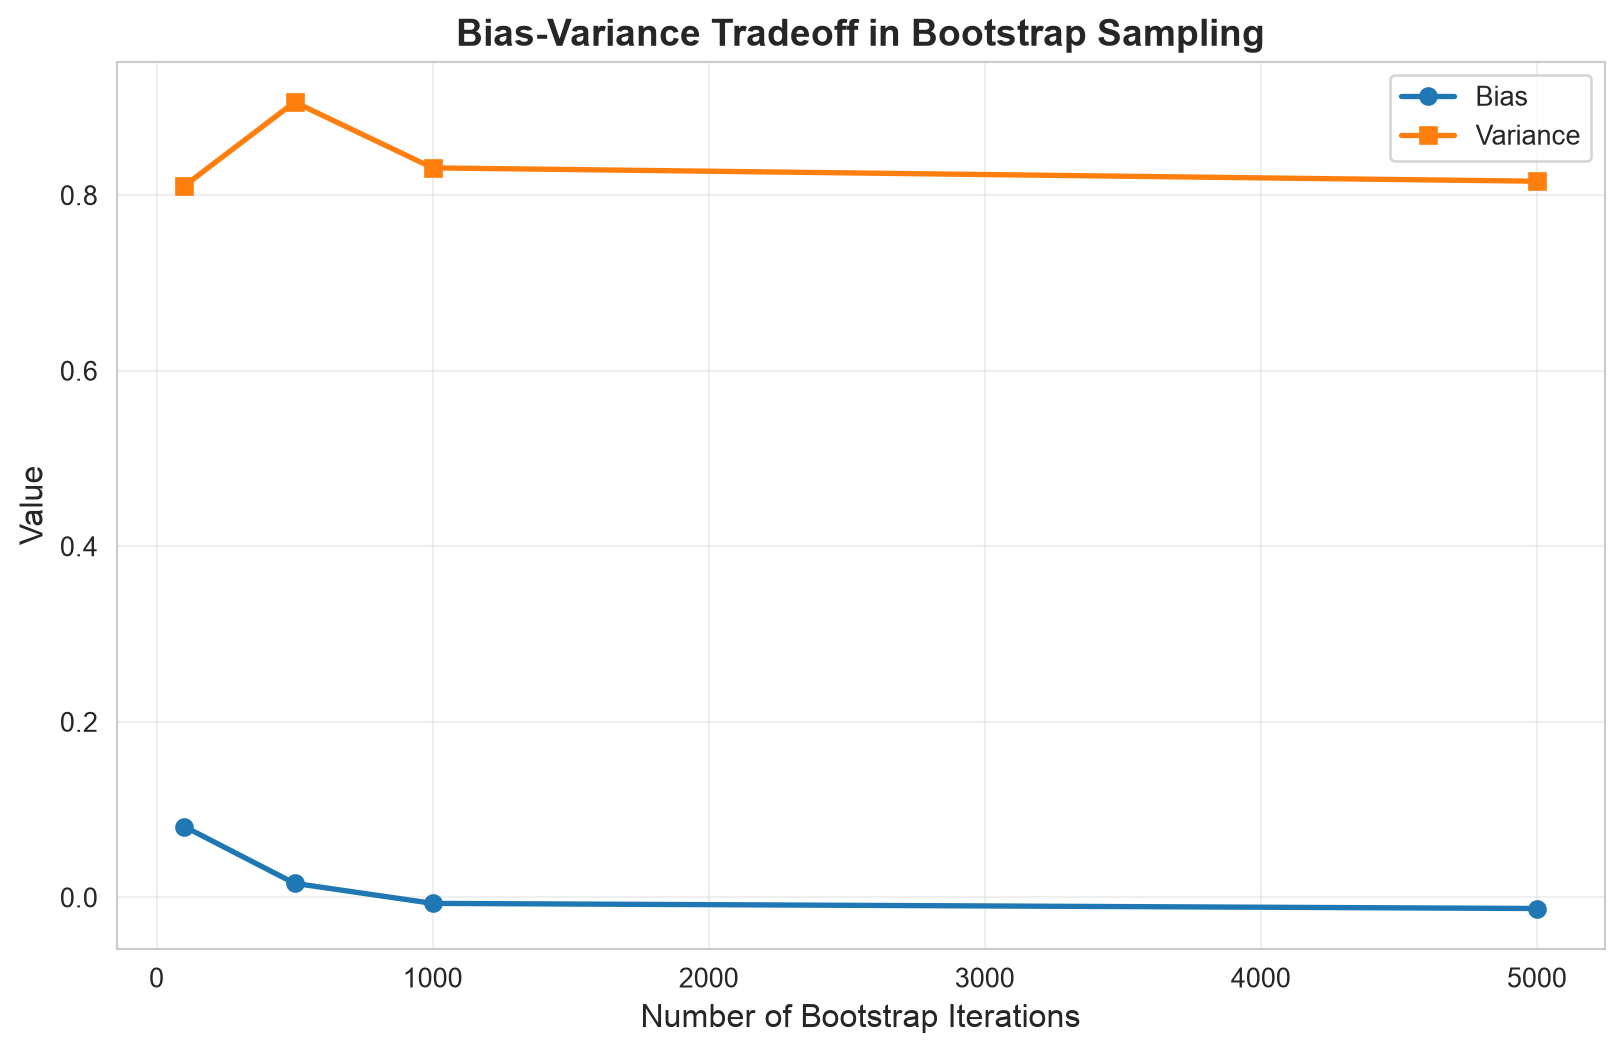 Bias-Variance Tradeoff in Bootstrap Sampling
Bias
Variance
Value
0.8
0.6
0.4
0.2
0.0
0 1000 2000 3000 4000 5000
Number of Bootstrap Iterations